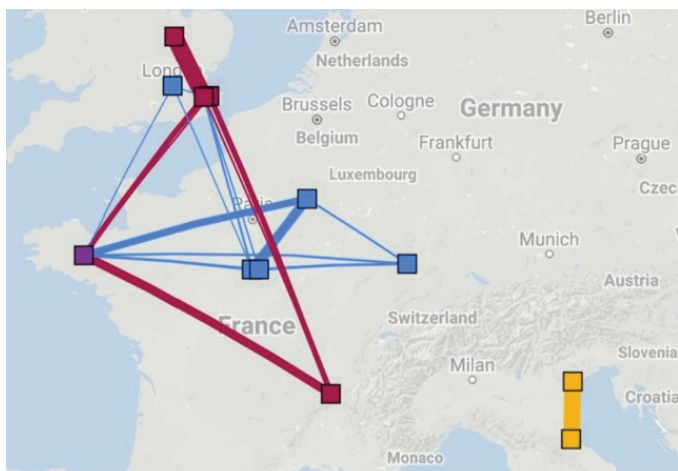 Amsterdam
Berlin
Netherlands
London
Brussels
Cologne
Germany
Belgium
Frankfurt
Prague
Luxembourg
Czec
Paris
Munich
Austria
France
Switzerland
Slovenia
Milan
Croatia
Monaco